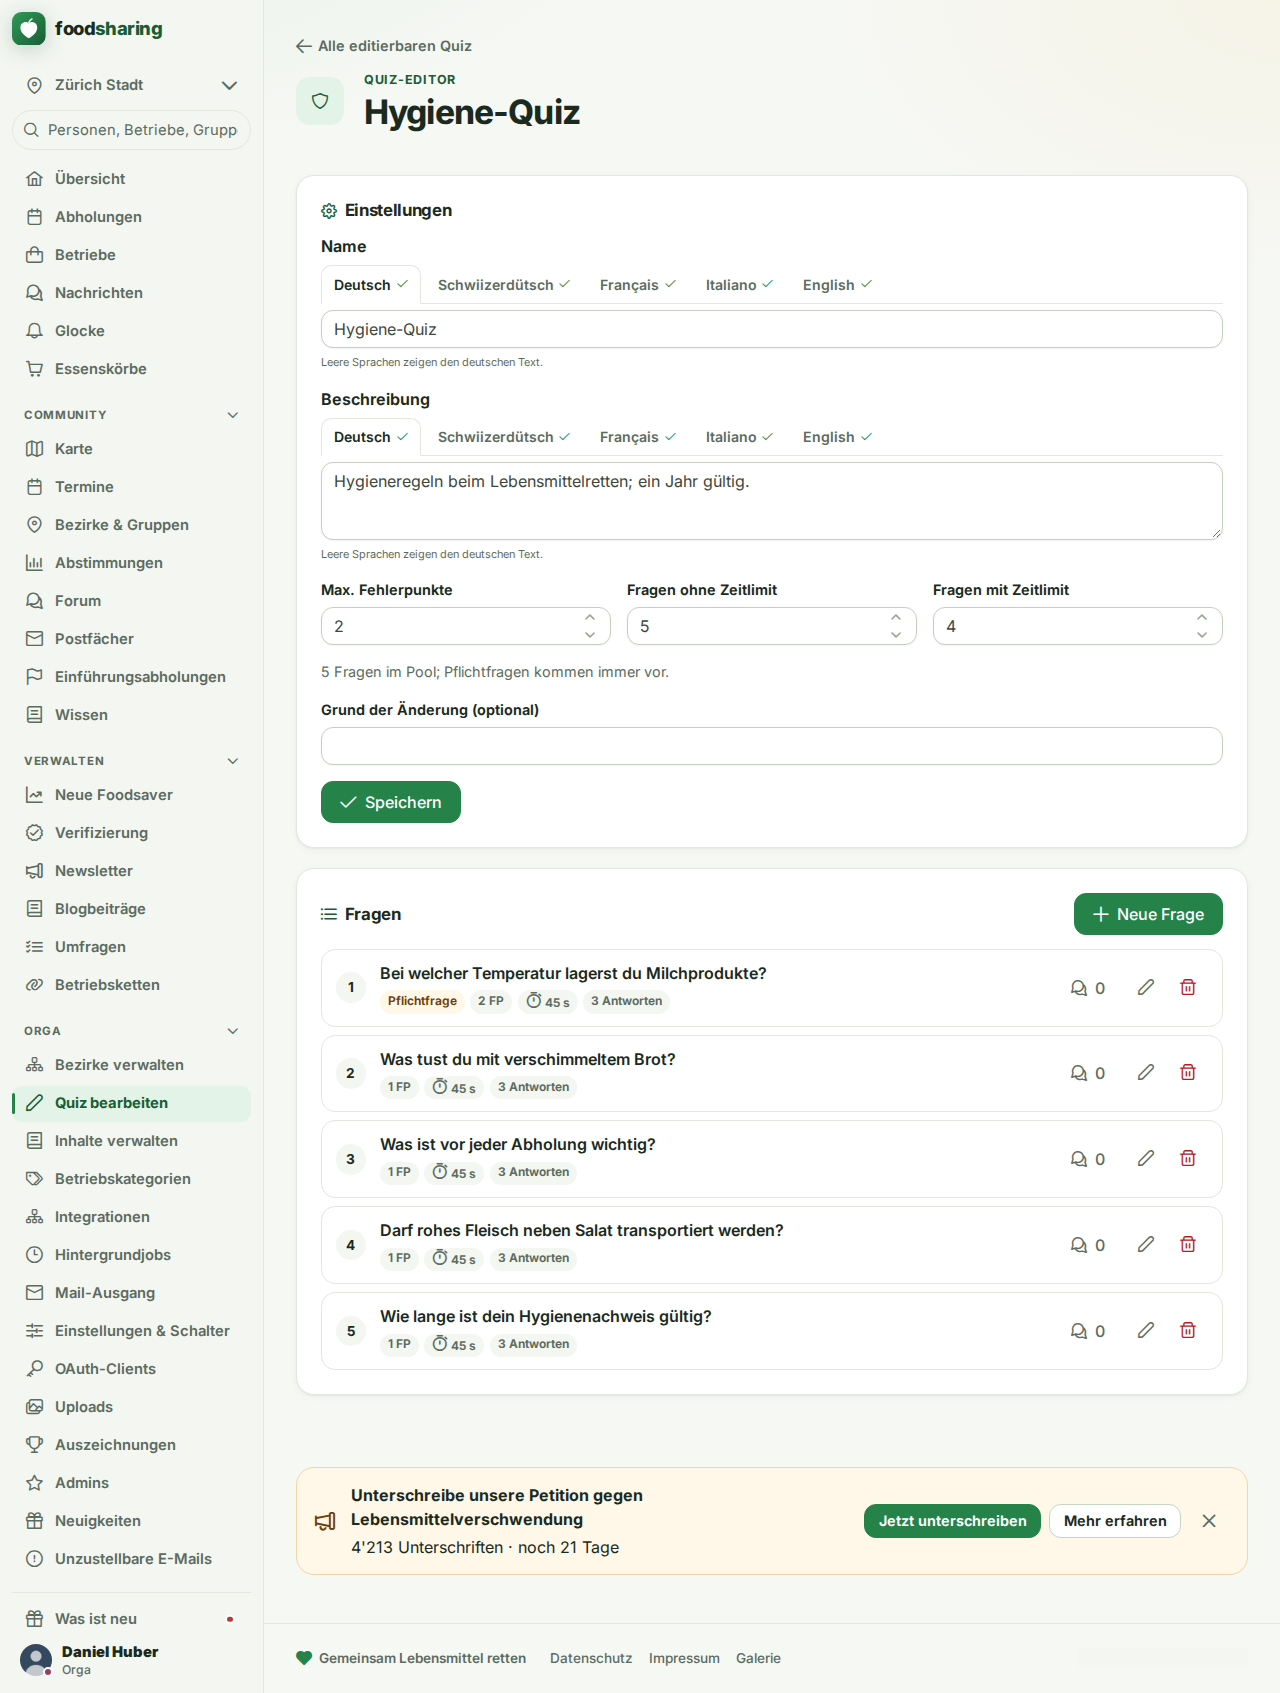 foodsharing
Zürich Stadt
Personen, Betriebe, Grupp
Übersicht
Abholungen
Betriebe
Nachrichten
Glocke
Essenskörbe
COMMUNITY
Karte
Termine
Bezirke & Gruppen
Abstimmungen
Forum
Postfächer
Einführungsabholungen
Wissen
VERWALTEN
Neue Foodsaver
Verifizierung
Newsletter
Blogbeiträge
Umfragen
Betriebsketten
ORGA
Bezirke verwalten
Quiz bearbeiten
Inhalte verwalten
Betriebskategorien
Integrationen
Hintergrundjobs
Mail-Ausgang
Einstellungen & Schalter
OAuth-Clients
Uploads
Auszeichnungen
Admins
Neuigkeiten
Unzustellbare E-Mails
Was ist neu
Daniel Huber
Orga
Alle editierbaren Quiz
QUIZ-EDITOR
Hygiene-Quiz
Einstellungen
Name
Deutsch Schwiizerdütsch Français Italiano English
Hygiene-Quiz
Leere Sprachen zeigen den deutschen Text.
Beschreibung
Deutsch Schwiizerdütsch Français Italiano English
Hygieneregeln beim Lebensmittelretten; ein Jahr gültig.
Leere Sprachen zeigen den deutschen Text.
Max. Fehlerpunkte Fragen ohne Zeitlimit Fragen mit Zeitlimit
2 5 4
5 Fragen im Pool; Pflichtfragen kommen immer vor.
Grund der Änderung (optional)
Speichern
Fragen
Neue Frage
1 Bei welcher Temperatur lagerst du Milchprodukte? 0
Pflichtfrage 2 FP 45 s 3 Antworten
2 Was tust du mit verschimmeltem Brot? 0
1 FP 45 s 3 Antworten
3 Was ist vor jeder Abholung wichtig? 0
1 FP 45 s 3 Antworten
4 Darf rohes Fleisch neben Salat transportiert werden? 0
1 FP 45 s 3 Antworten
5 Wie lange ist dein Hygienenachweis gültig? 0
1 FP 45 s 3 Antworten
Unterschreibe unsere Petition gegen
Lebensmittelverschwendung
4'213 Unterschriften · noch 21 Tage
Jetzt unterschreiben Mehr erfahren
Gemeinsam Lebensmittel retten Datenschutz Impressum Galerie